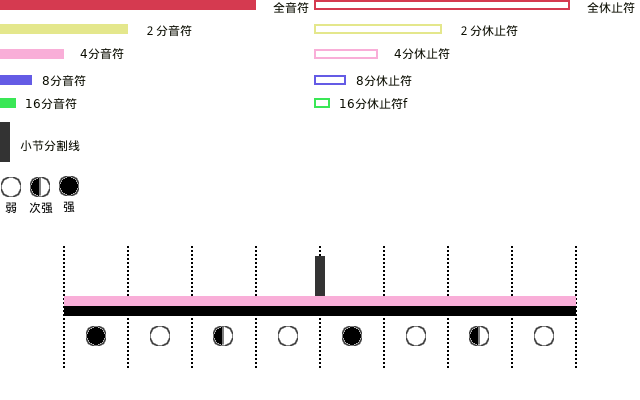 全音符 全休止符
2分音符 2分休止符
4分音符 4分休止符
8分音符 8分休止符
16分音符 16分休止符f
小节分割线
弱 次强 强